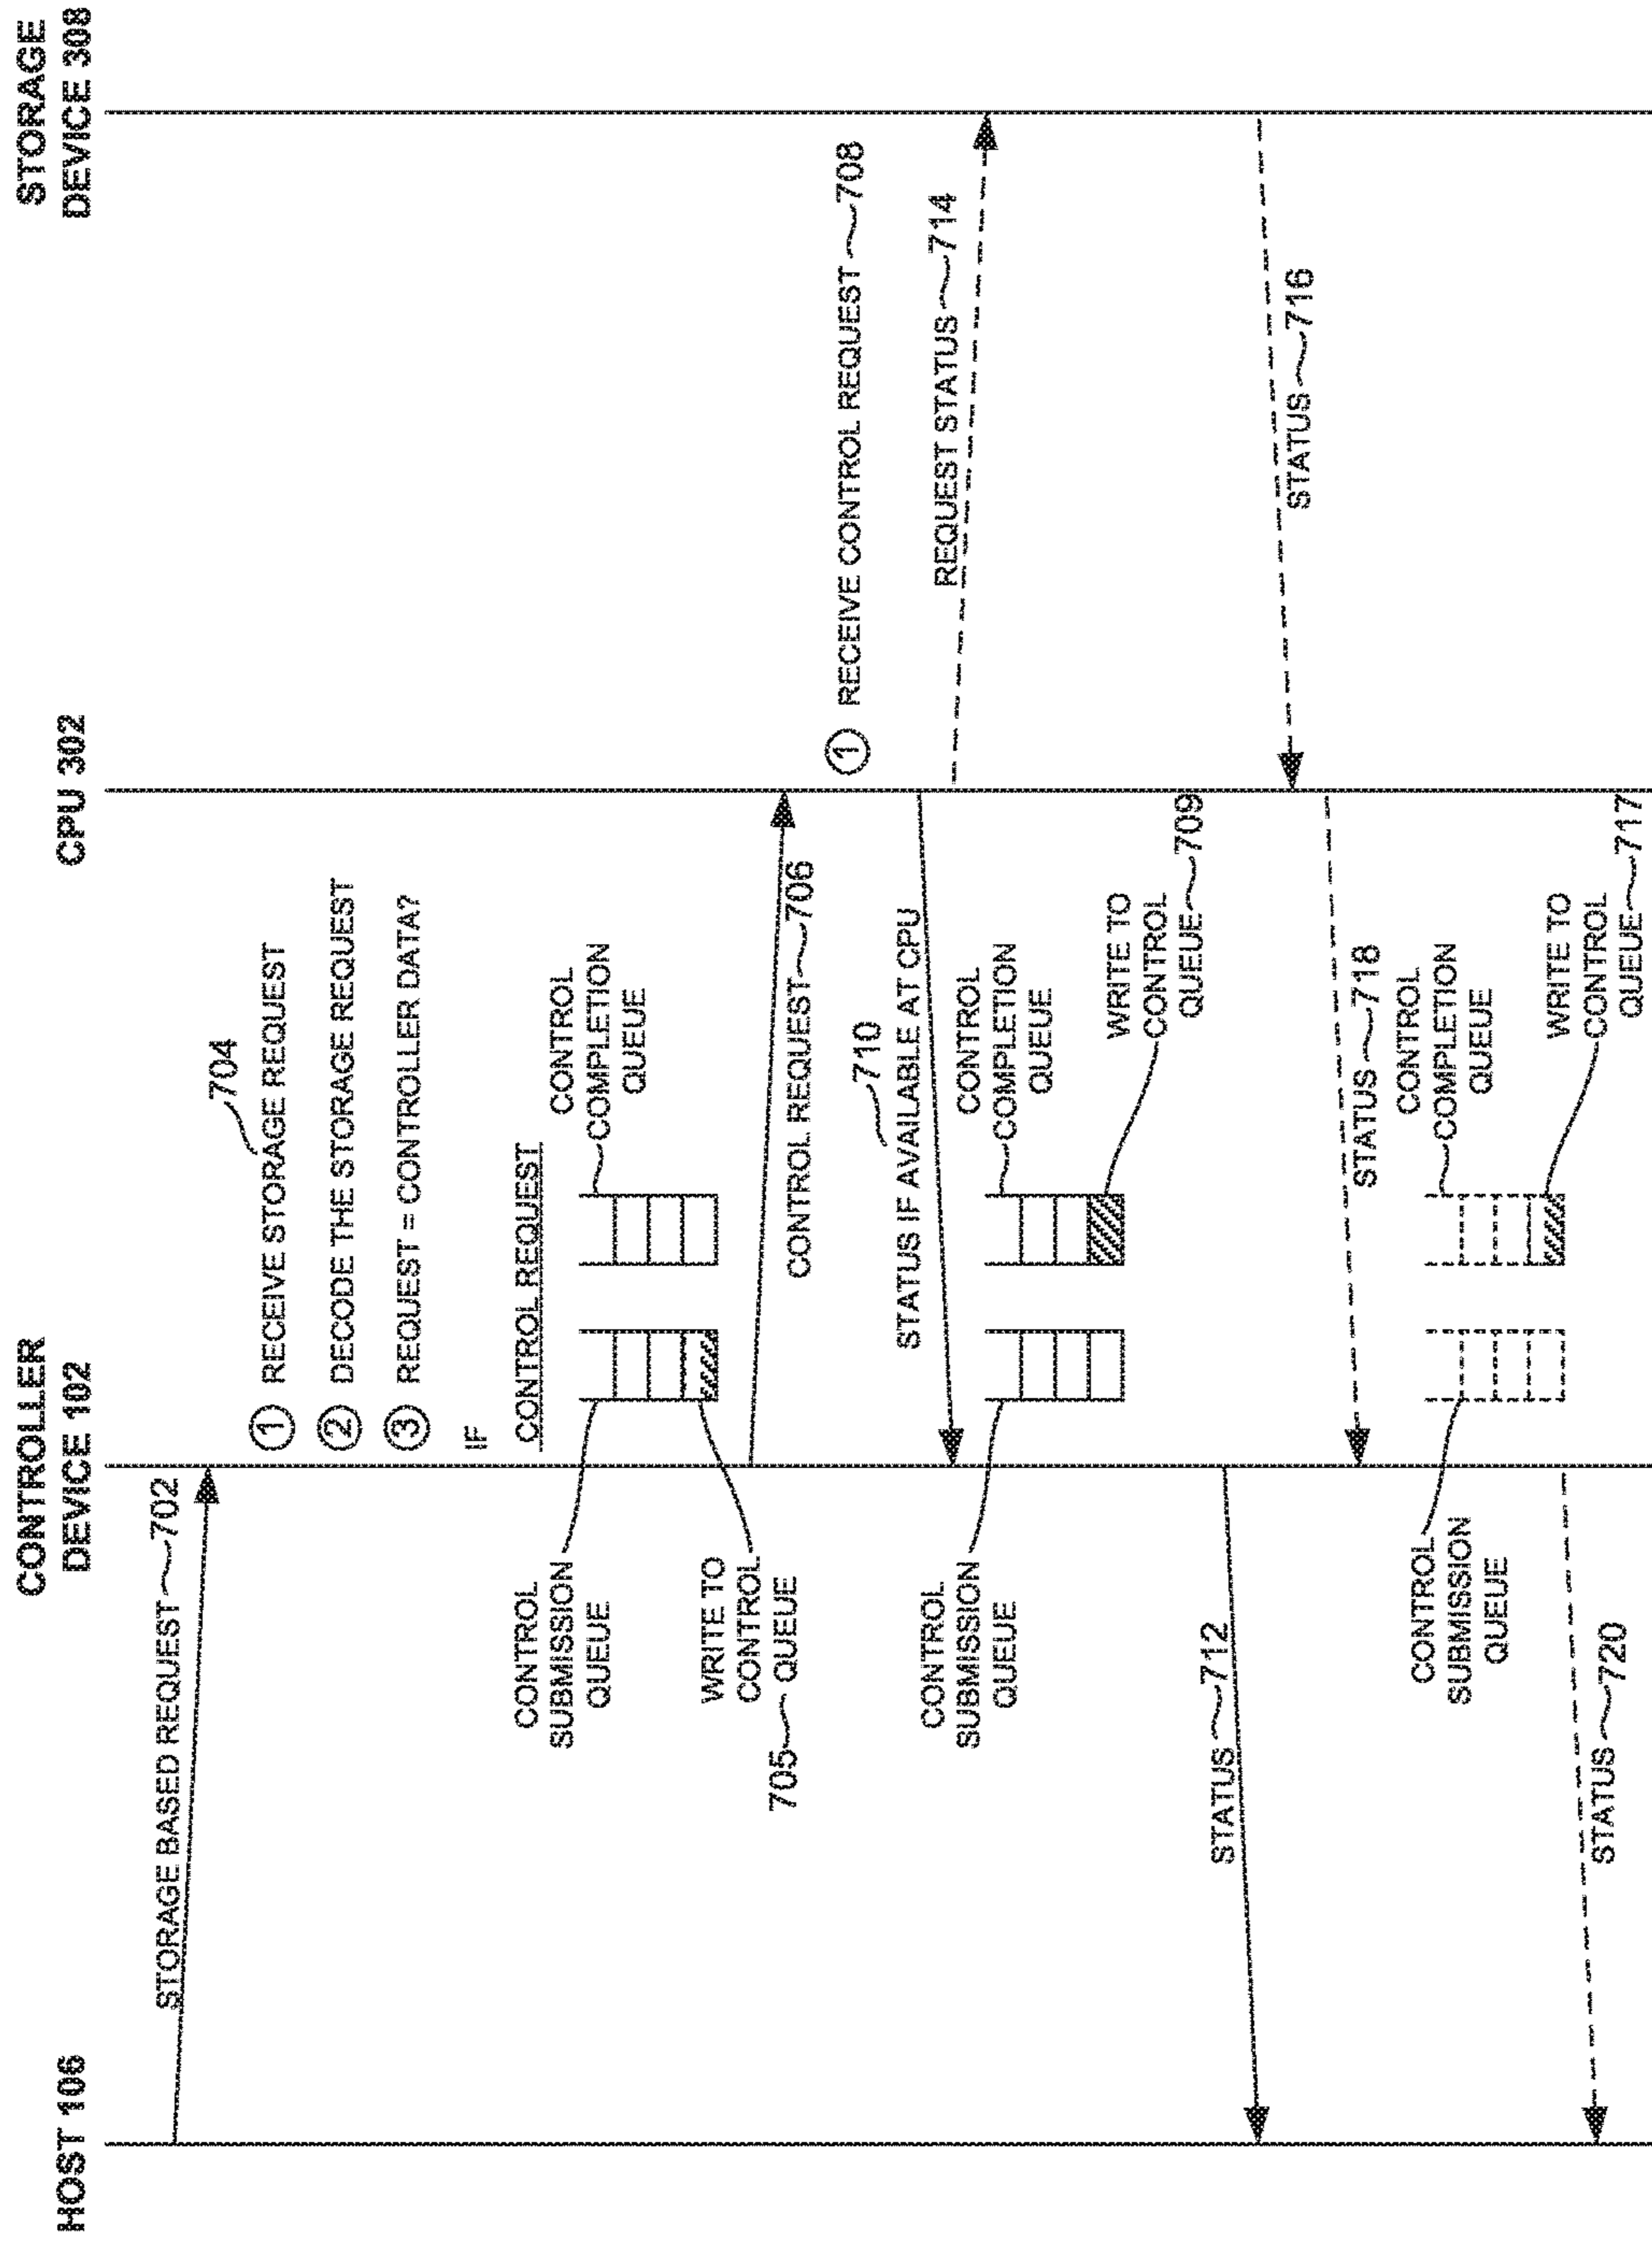 HOST 106
CONTROLLER
DEVICE 102
CPU 302
STORAGE
DEVICE 308
STORAGE BASED REQUEST 702
704
1 RECEIVE STORAGE REQUEST
2 DECODE THE STORAGE REQUEST
3 REQUEST = CONTROLLER DATA?
IF
CONTROL REQUEST
CONTROL
SUBMISSION
QUEUE
CONTROL
COMPLETION
QUEUE
WRITE TO
CONTROL
705 QUEUE
CONTROL REQUEST 706
1 RECEIVE CONTROL REQUEST 708
710
STATUS IF AVAILABLE AT CPU
REQUEST STATUS 714
CONTROL
SUBMISSION
QUEUE
CONTROL
COMPLETION
QUEUE
WRITE TO
CONTROL
QUEUE 709
STATUS 712
STATUS 716
STATUS 718
CONTROL
SUBMISSION
QUEUE
CONTROL
COMPLETION
QUEUE
WRITE TO
CONTROL
QUEUE 717
STATUS 720